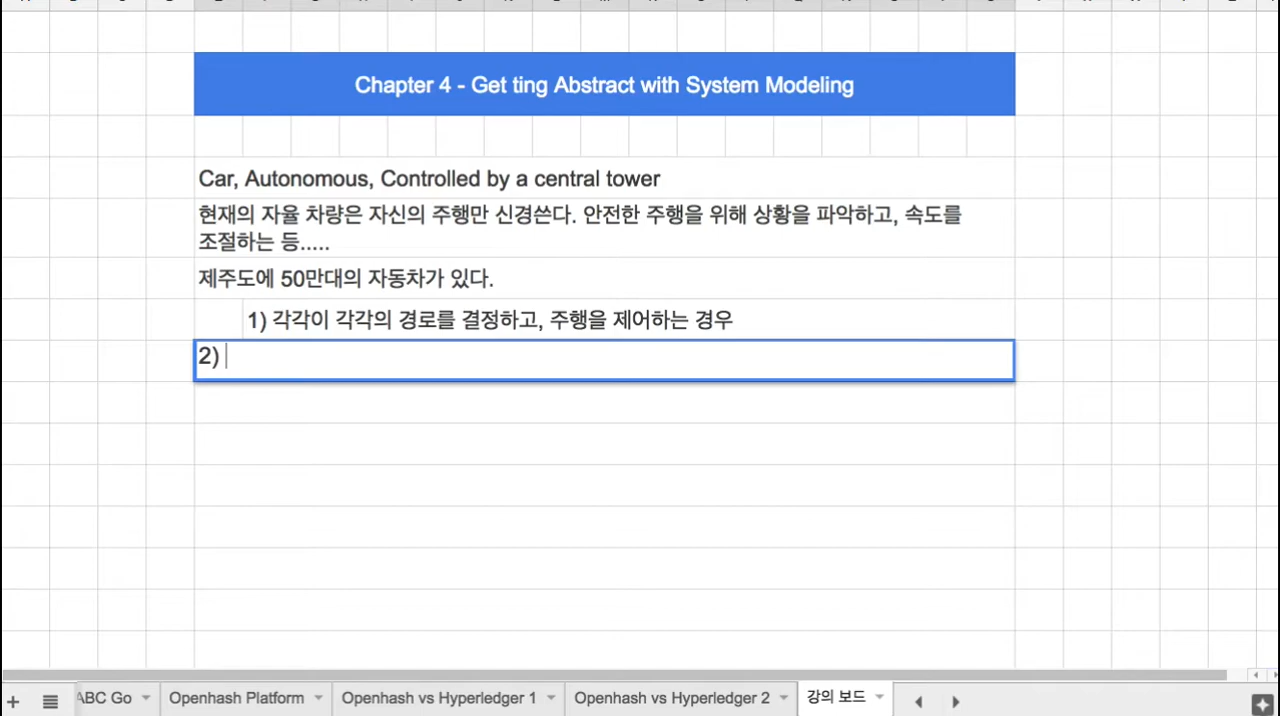 Chapter 4 - Get ting Abstract with System Modeling
Car, Autonomous, Controlled by a central tower
현재의 자율 차량은 자신의 주행만 신경쓴다. 안전한 주행을 위해 상황을 파악하고, 속도를
조절하는 등.....
제주도에 50만대의 자동차가 있다.
1) 각각이 각각의 경로를 결정하고, 주행을 제어하는 경우
2)
ABC Go
Openhash Platform
Openhash vs Hyperledger 1
Openhash vs Hyperledger 2
강의 보드